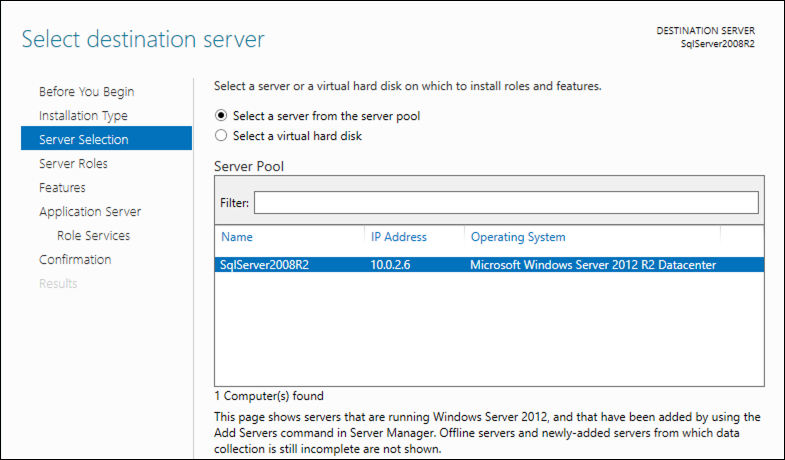 Select destination server
DESTINATION SERVER
SqlServer2008R2
Before You Begin
Installation Type
Server Selection
Server Roles
Features
Application Server
Role Services
Confirmation
Results
Select a server or a virtual hard disk on which to install roles and features.
Select a server from the server pool
Select a virtual hard disk
Server Pool
Filter:
Name IP Address Operating System
SqlServer2008R2 10.0.2.6 Microsoft Windows Server 2012 R2 Datacenter
1 Computer(s) found
This page shows servers that are running Windows Server 2012, and that have been added by using the
Add Servers command in Server Manager. Offline servers and newly-added servers from which data
collection is still incomplete are not shown.